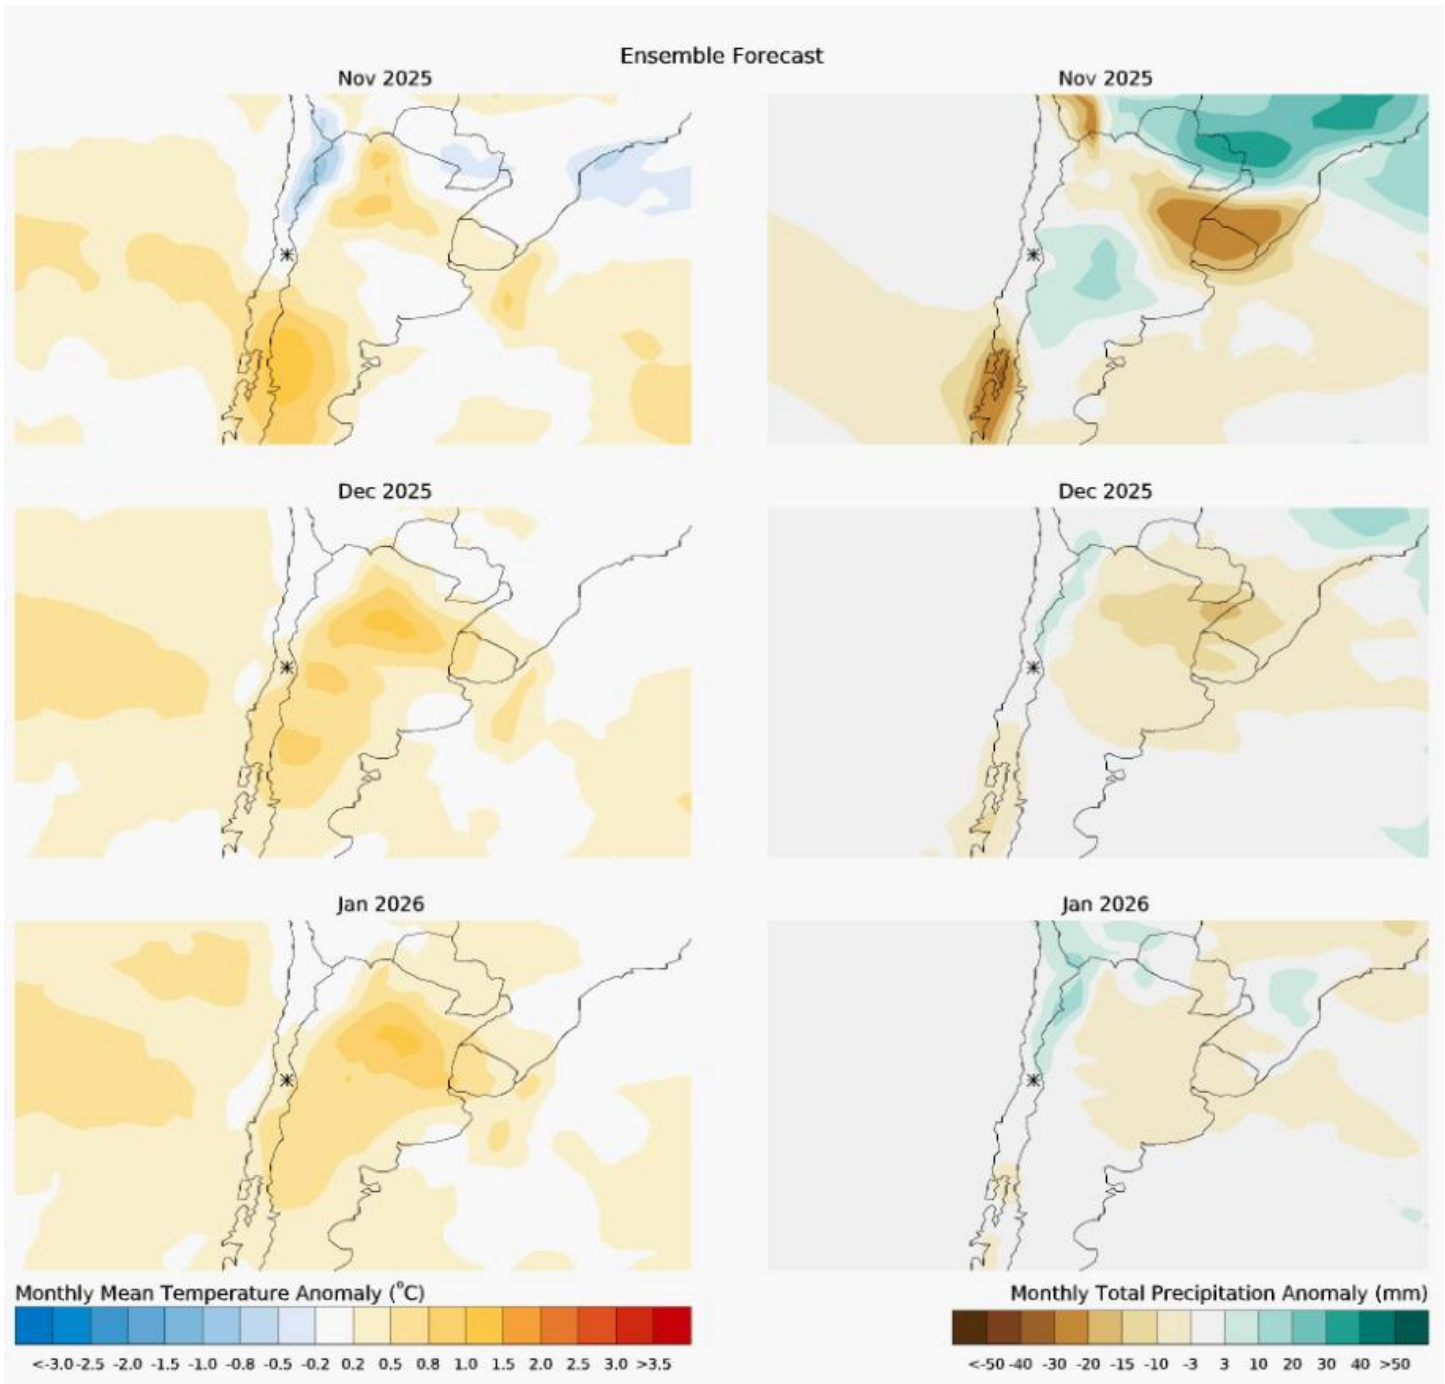 Ensemble Forecast
Nov 2025
Nov 2025
Dec 2025
Dec 2025
Jan 2026
Jan 2026
Monthly Mean Temperature Anomaly (°C)
<-3.0 -2.5 -2.0 -1.5 -1.0 -0.8 -0.5 -0.2 0.2 0.5 0.8 1.0 1.5 2.0 2.5 3.0 >3.5
Monthly Total Precipitation Anomaly (mm)
<-50 -40 -30 -20 -15 -10 -3 3 10 20 30 40 >50